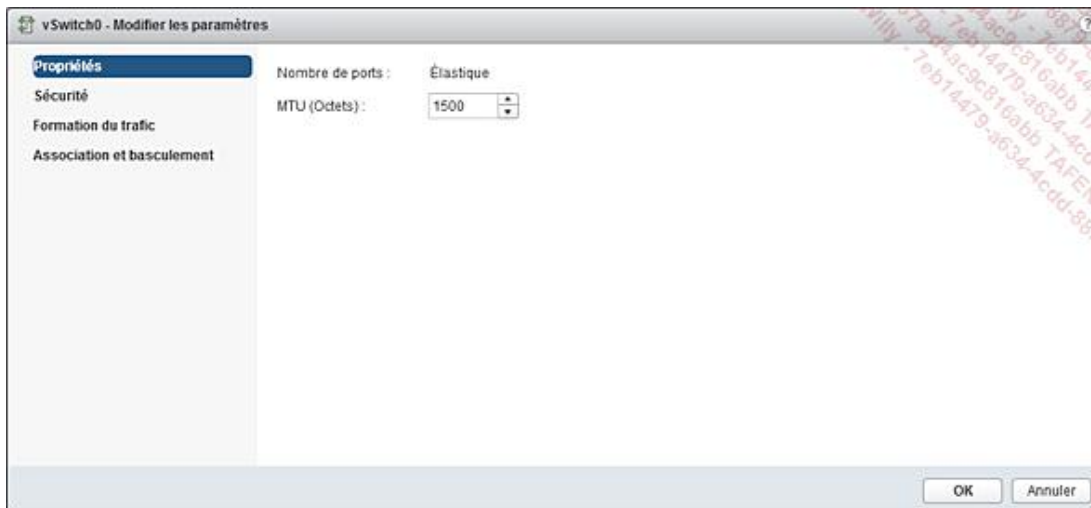 vSwitch0 - Modifier les paramètres
Propriétés
Sécurité
Formation du trafic
Association et basculement
Nombre de ports : Élastique
MTU (Octets) : 1500
OK Annuler